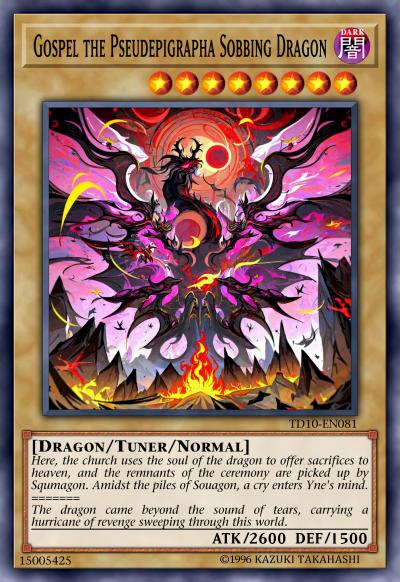 GOSPEL THE PSEUDEPIGRAPHA SOBBING DRAGON
DARK
闇
TD10-EN081
[DRAGON/TUNER/NORMAL]
Here, the church uses the soul of the dragon to offer sacrifices to
heaven, and the remnants of the ceremony are picked up by
Squmagon. Amidst the piles of Souagon, a cry enters Yne's mind.
=======
The dragon came beyond the sound of tears, carrying a
hurricane of revenge sweeping through this world.
ATK/2600 DEF/1500
15005425
©1996 KAZUKI TAKAHASHI